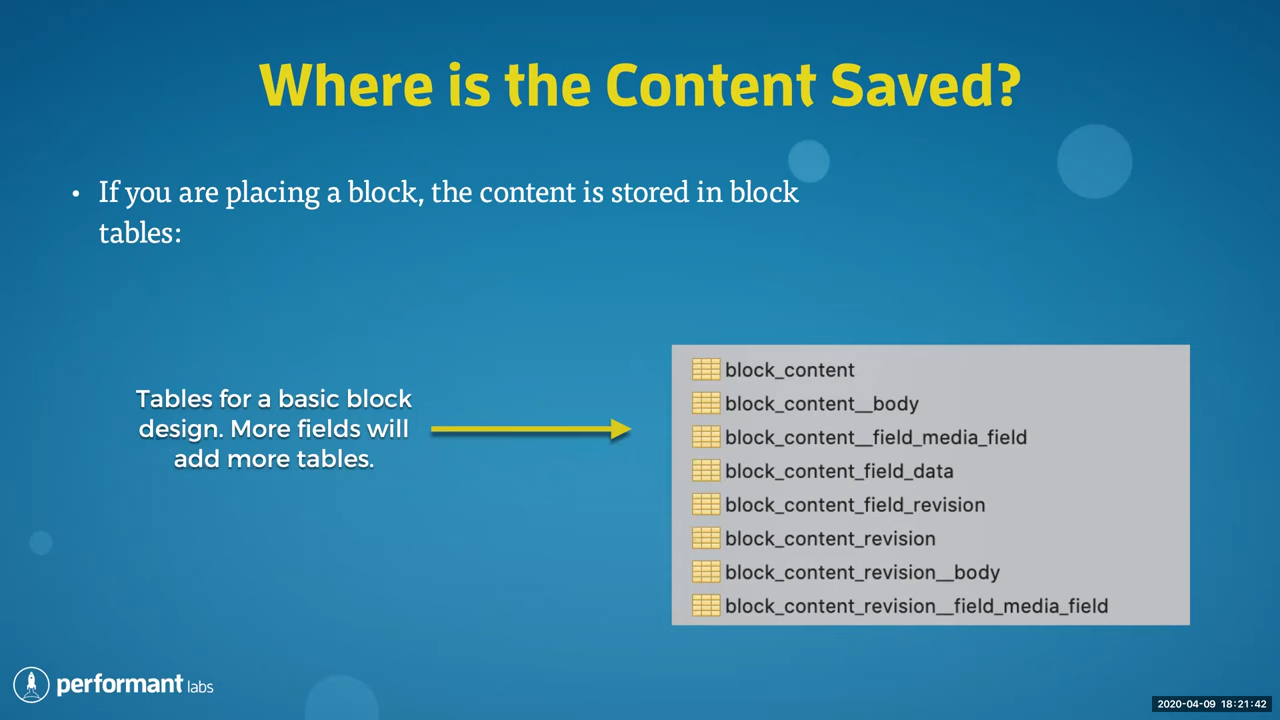 Where is the Content Saved?
• If you are placing a block, the content is stored in block
tables:
Tables for a basic block
design. More fields will
add more tables.
block_content
block_content__body
block_content__field_media_field
block_content_field_data
block_content_field_revision
block_content_revision
block_content_revision__body
block_content_revision__field_media_field
performant labs
2020-04-09 18:21:42